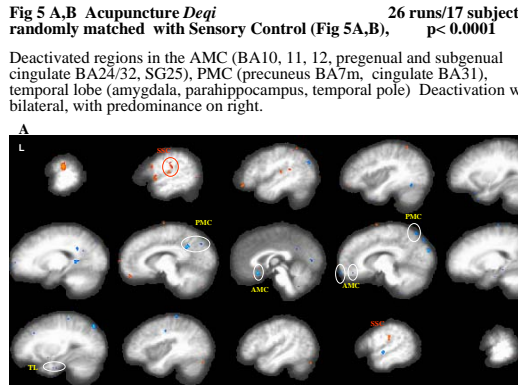 Fig 5 A,B Acupuncture Deqi 26 runs/17 subject
randomly matched with Sensory Control (Fig 5A,B), p< 0.0001
Deactivated regions in the AMC (BA10, 11, 12, pregenual and subgenual
cingulate BA24/32, SG25), PMC (precuneus BA7m, cingulate BA31),
temporal lobe (amygdala, parahippocampus, temporal pole) Deactivation w
bilateral, with predominance on right.
A
L
SSC
PMC
PMC
AMC
AMC
SSC
TL